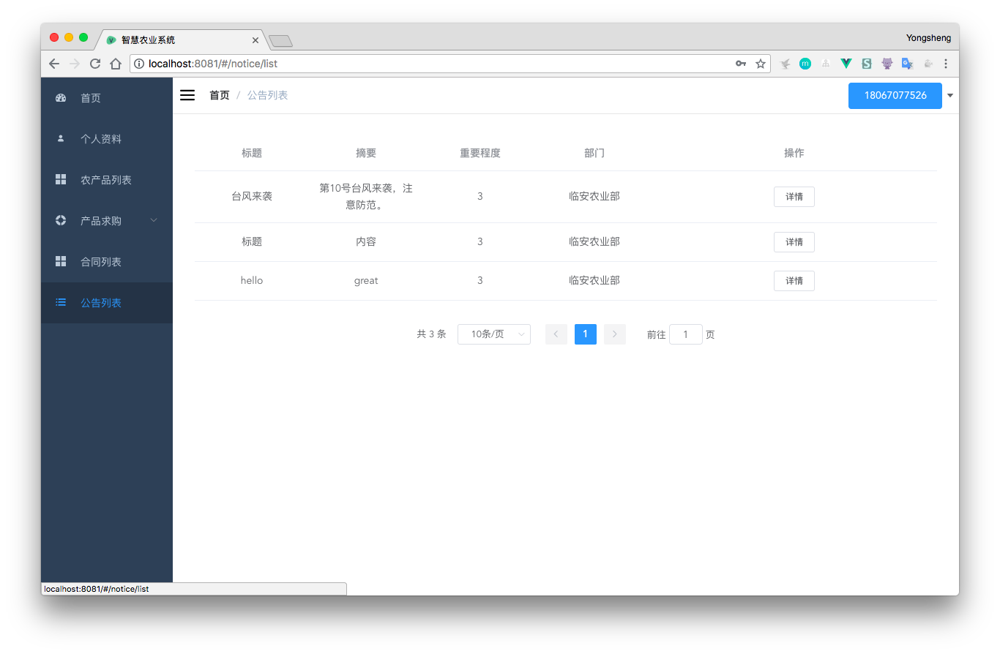 智慧农业系统
Yongsheng
localhost:8081/#/notice/list
首页
个人资料
农产品列表
产品求购
合同列表
公告列表
首页 / 公告列表
18067077526
标题 摘要 重要程度 部门 操作
台风来袭 第10号台风来袭，注 3 临安农业部 详情
意防范。
标题 内容 3 临安农业部 详情
hello great 3 临安农业部 详情
共 3 条 10条/页 1 前往 1 页
localhost:8081/#/notice/list